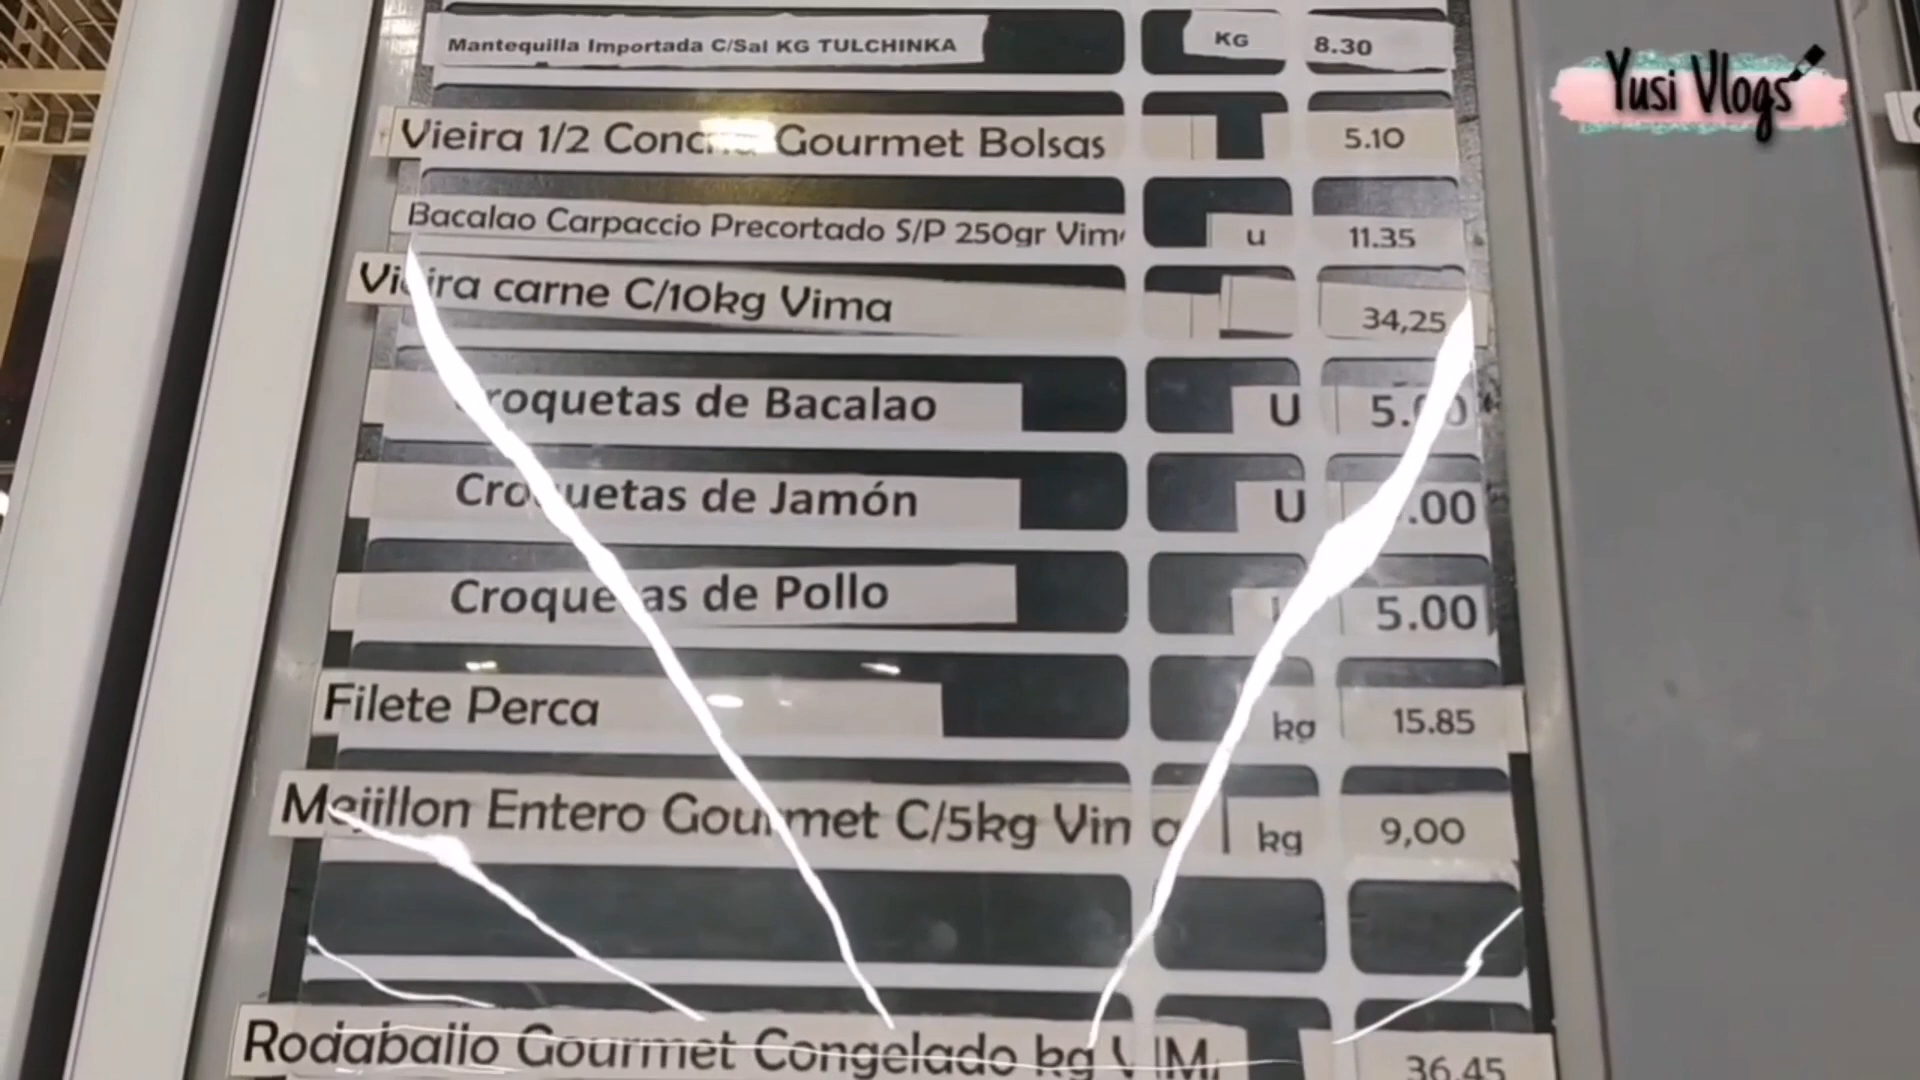 Mantequilla Importada C/Sal KG TULCHINKA KG 8.30
Yusi Vlogs
Vieira 1/2 Concha Gourmet Bolsas 5.10
Bacalao Carpaccio Precortado S/P 250gr u 11.35
Vieira carne C/10kg Vima 34,25
Croquetas de Bacalao U 5.00
Croquetas de Jamón U .00
Croquetas de Pollo 5.00
Filete Perca kg 15.85
Mejillon Entero Gourmet C/5kg Vima kg 9,00
Rodaballo Gourmet Congelado kg VIMA 36.45